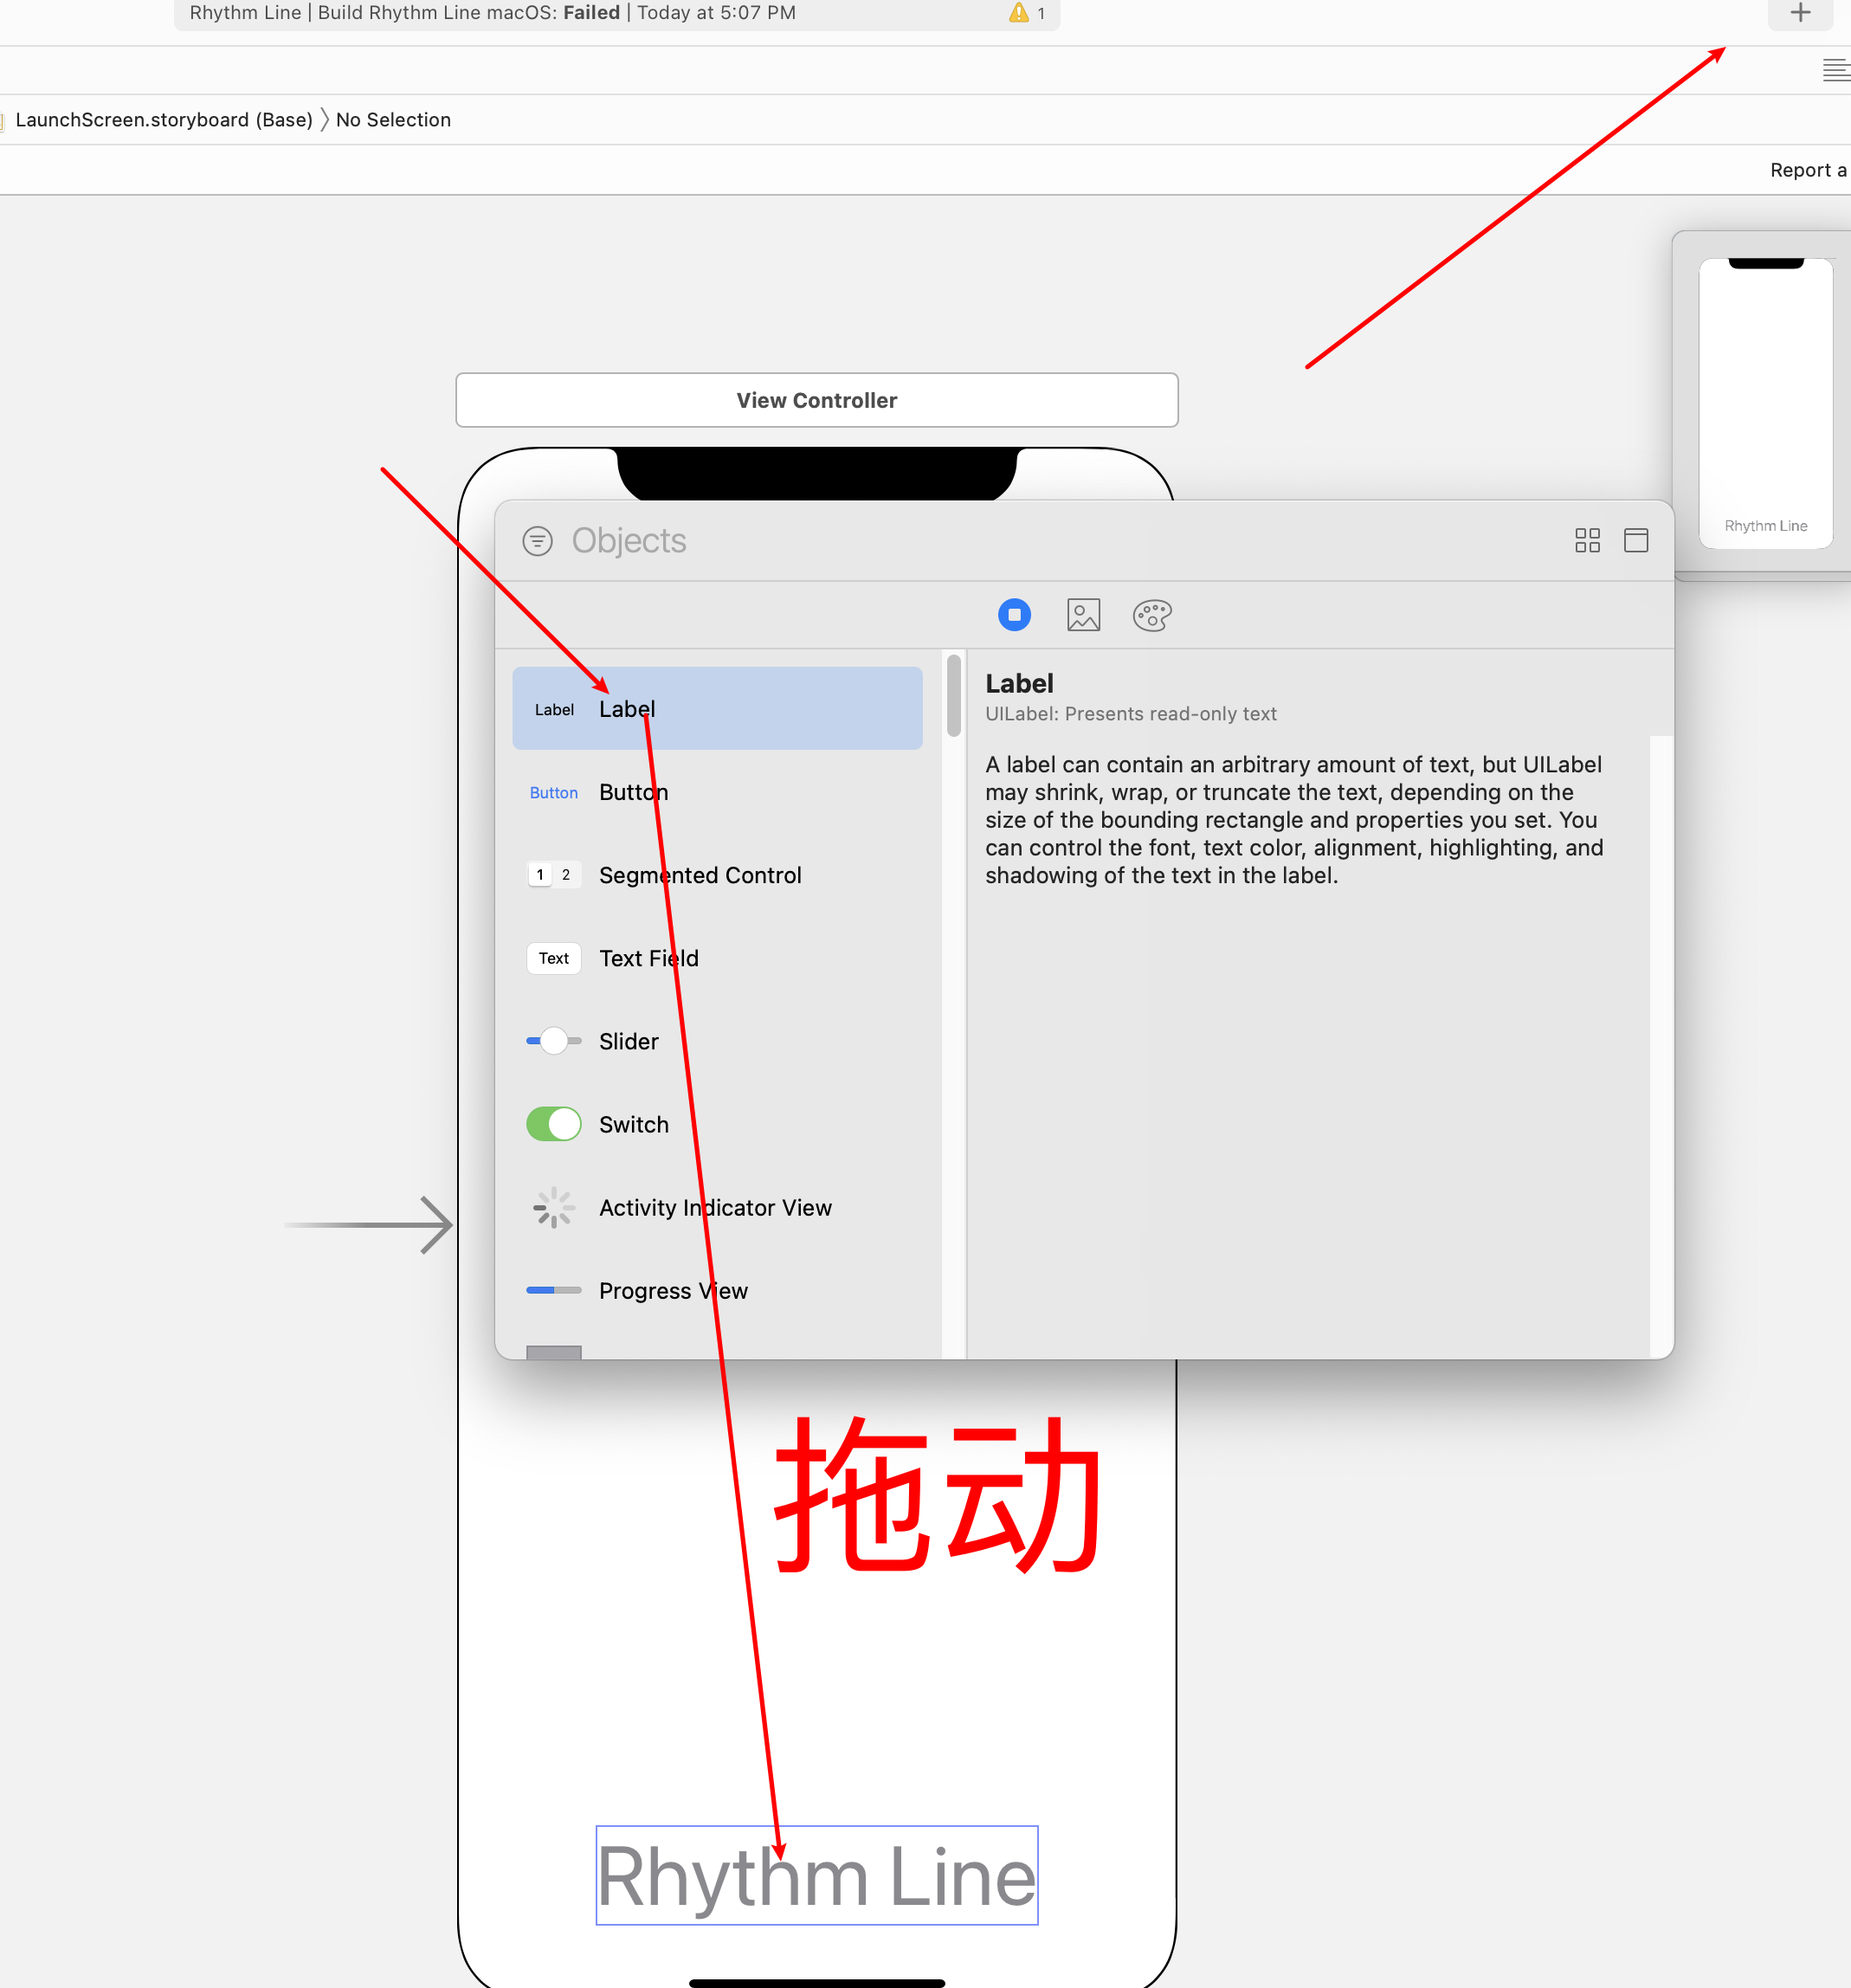 Rhythm Line | Build Rhythm Line macOS: Failed | Today at 5:07 PM
1
LaunchScreen.storyboard (Base) 〉 No Selection
Report a
View Controller
Rhythm Line
Objects
Label Label
Button Button
1 2 Segmented Control
Text Text Field
Slider
Switch
Activity Indicator View
Progress View
Label
UILabel: Presents read-only text
A label can contain an arbitrary amount of text, but UILabel
may shrink, wrap, or truncate the text, depending on the
size of the bounding rectangle and properties you set. You
can control the font, text color, alignment, highlighting, and
shadowing of the text in the label.
拖动
Rhythm Line